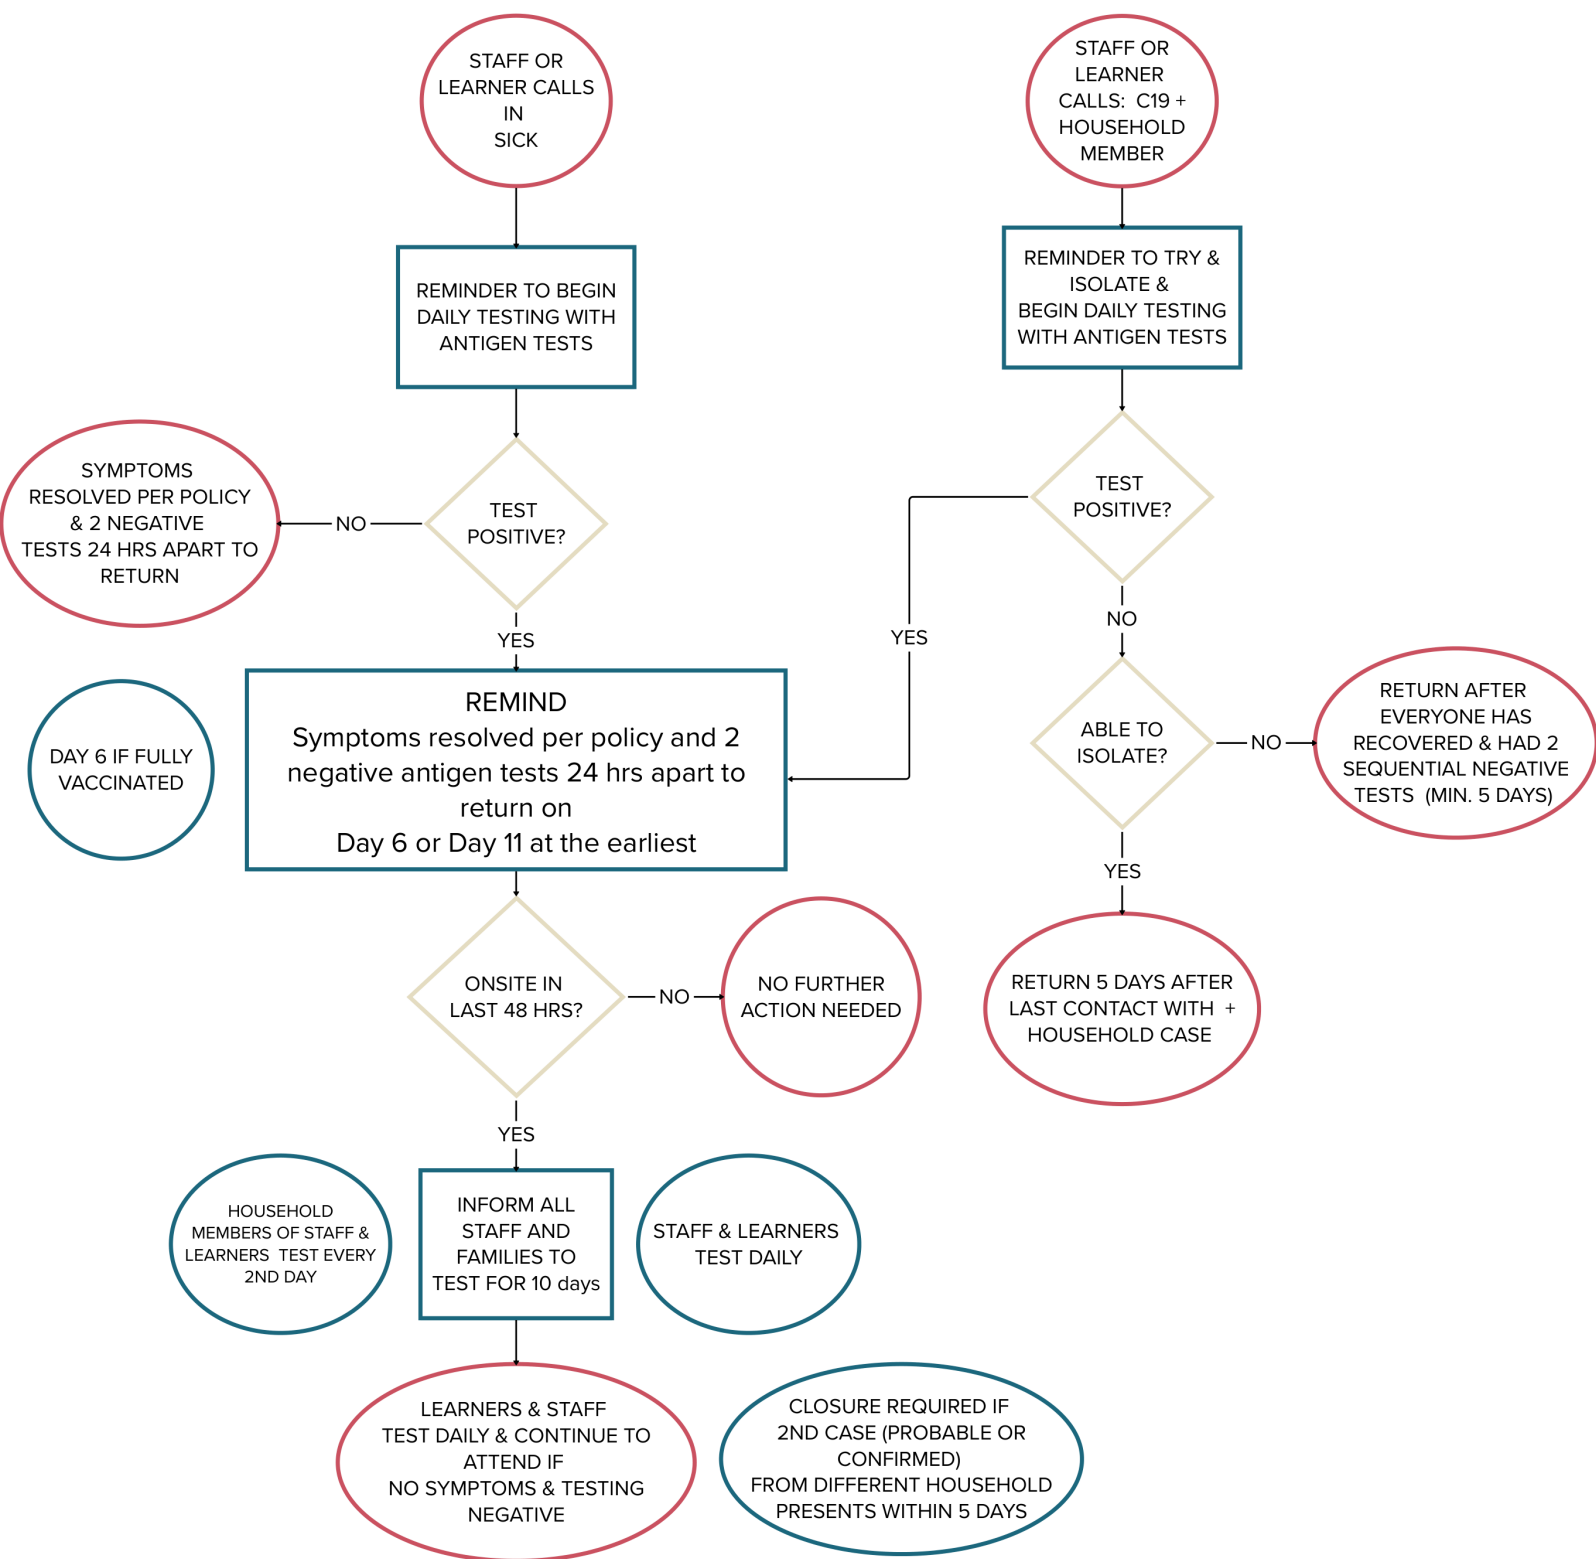 STAFF OR
LEARNER CALLS
IN
SICK
STAFF OR
LEARNER
CALLS: C19 +
HOUSEHOLD
MEMBER
REMINDER TO BEGIN
DAILY TESTING WITH
ANTIGEN TESTS
REMINDER TO TRY &
ISOLATE &
BEGIN DAILY TESTING
WITH ANTIGEN TESTS
SYMPTOMS
RESOLVED PER POLICY
& 2 NEGATIVE
TESTS 24 HRS APART TO
RETURN
NO
TEST
POSITIVE?
TEST
POSITIVE?
YES
YES
NO
DAY 6 IF FULLY
VACCINATED
REMIND
Symptoms resolved per policy and 2
negative antigen tests 24 hrs apart to
return on
Day 6 or Day 11 at the earliest
ABLE TO
ISOLATE?
NO
RETURN AFTER
EVERYONE HAS
RECOVERED & HAD 2
SEQUENTIAL NEGATIVE
TESTS (MIN. 5 DAYS)
YES
ONSITE IN
LAST 48 HRS?
NO
NO FURTHER
ACTION NEEDED
RETURN 5 DAYS AFTER
LAST CONTACT WITH +
HOUSEHOLD CASE
YES
HOUSEHOLD
MEMBERS OF STAFF &
LEARNERS TEST EVERY
2ND DAY
INFORM ALL
STAFF AND
FAMILIES TO
TEST FOR 10 days
STAFF & LEARNERS
TEST DAILY
LEARNERS & STAFF
TEST DAILY & CONTINUE TO
ATTEND IF
NO SYMPTOMS & TESTING
NEGATIVE
CLOSURE REQUIRED IF
2ND CASE (PROBABLE OR
CONFIRMED)
FROM DIFFERENT HOUSEHOLD
PRESENTS WITHIN 5 DAYS